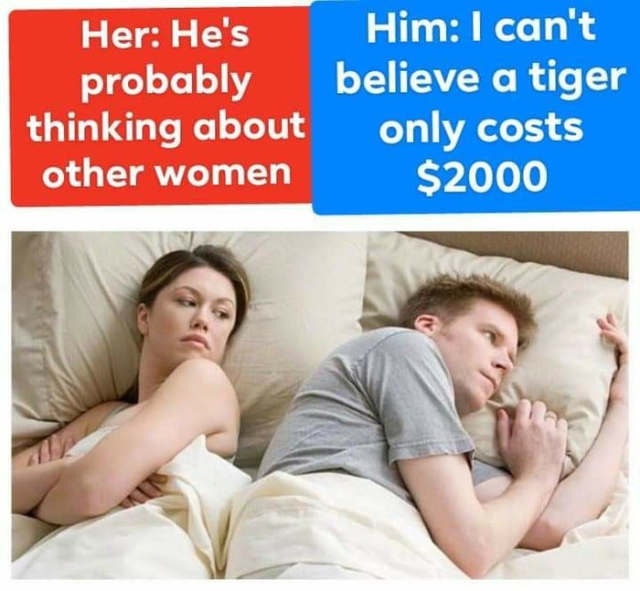 Her: He's
probably
thinking about
other women
Him: I can't
believe a tiger
only costs
$2000